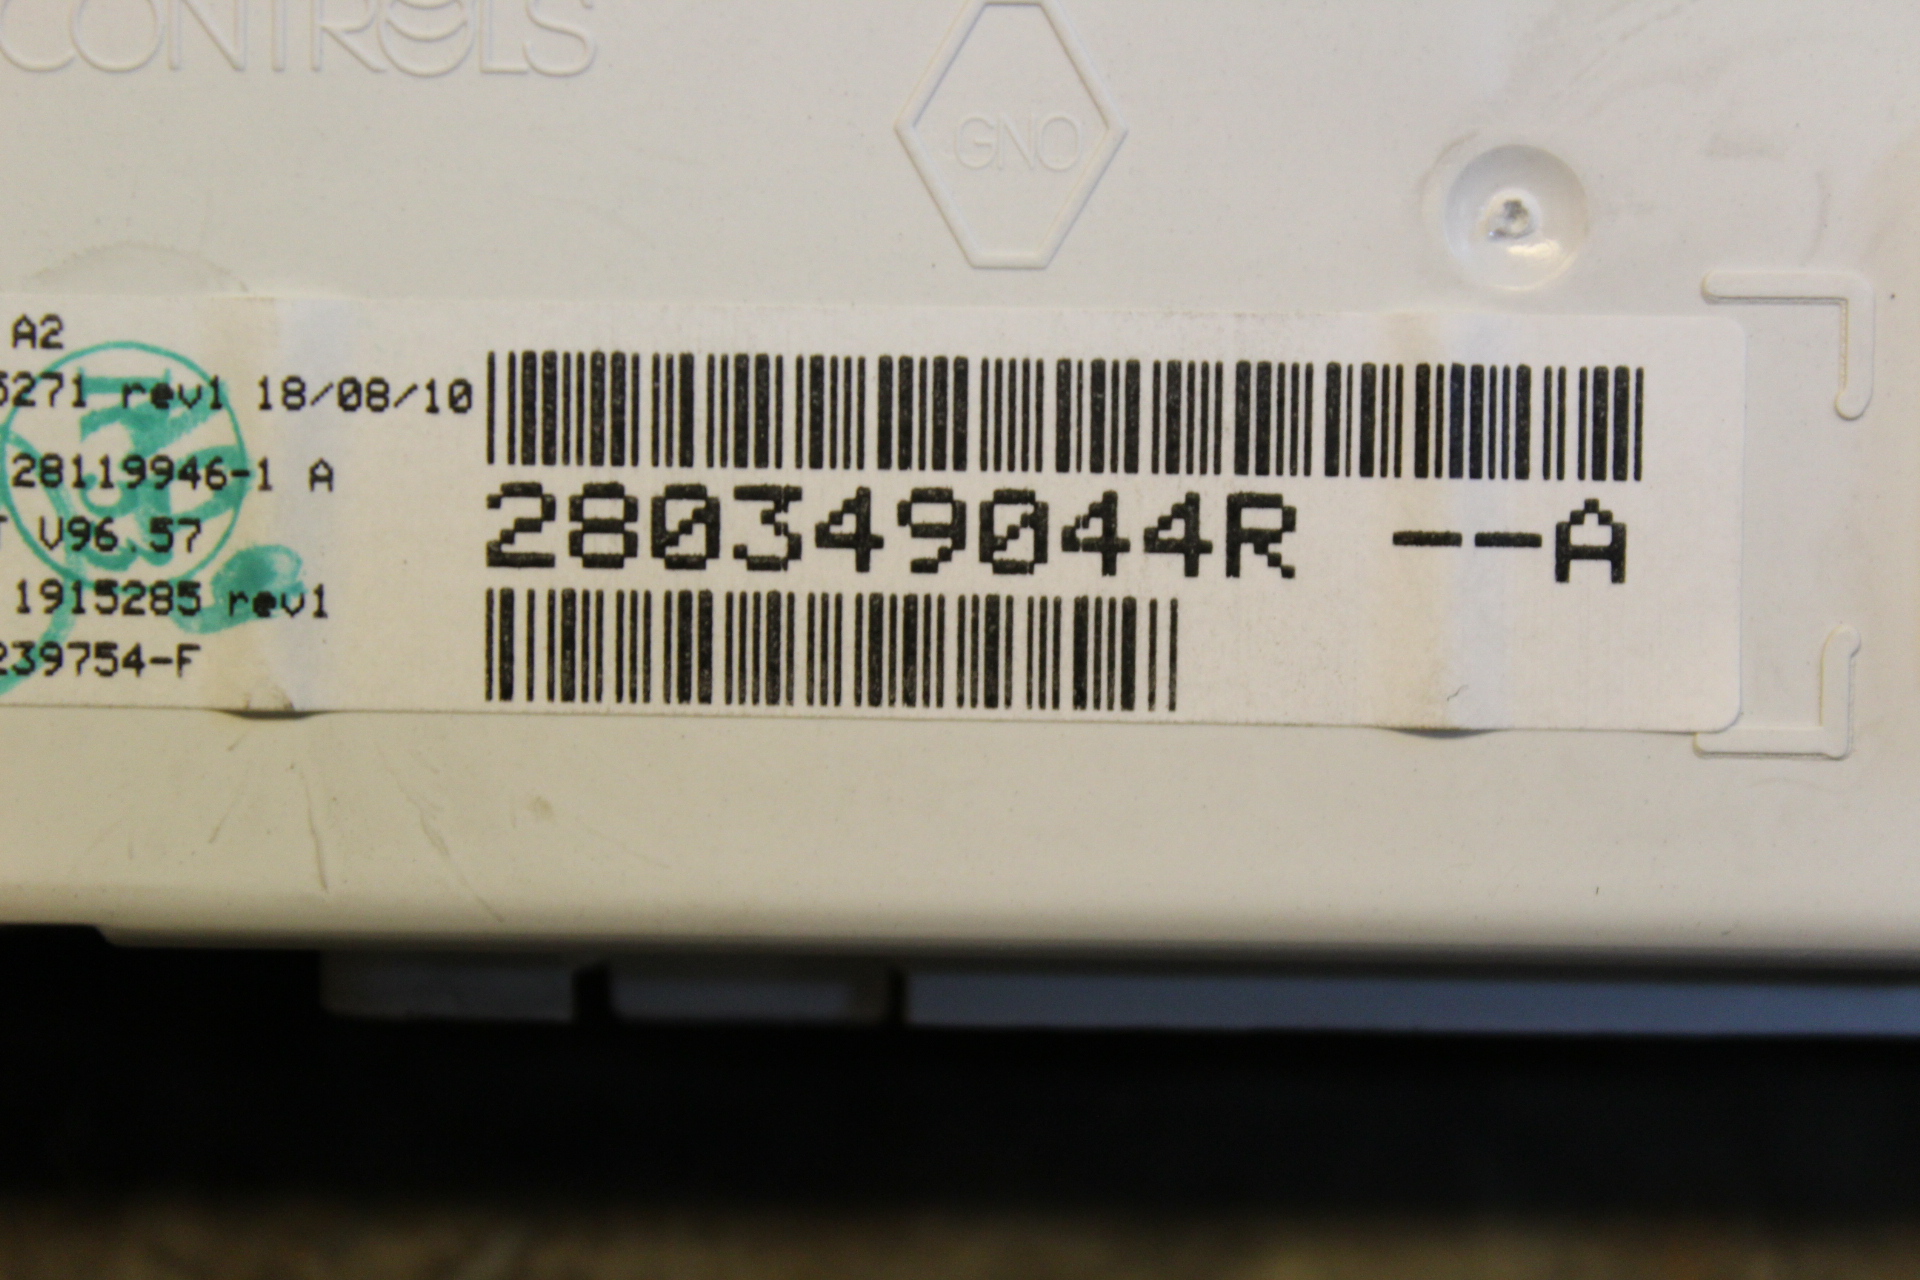 CONTROLS
GNO
A2
5271 rev1 18/08/10
28119946-1 A
T V96.57
1915285 rev1
239754-F
280349044R --A